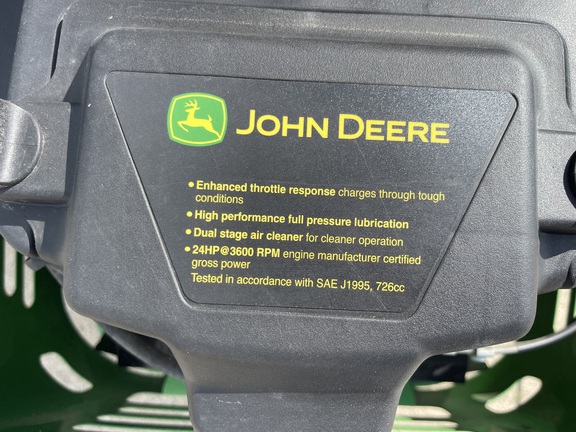 JOHN DEERE
• Enhanced throttle response charges through tough
conditions
• High performance full pressure lubrication
• Dual stage air cleaner for cleaner operation
• 24HP@3600 RPM engine manufacturer certified
gross power
Tested in accordance with SAE J1995, 726cc